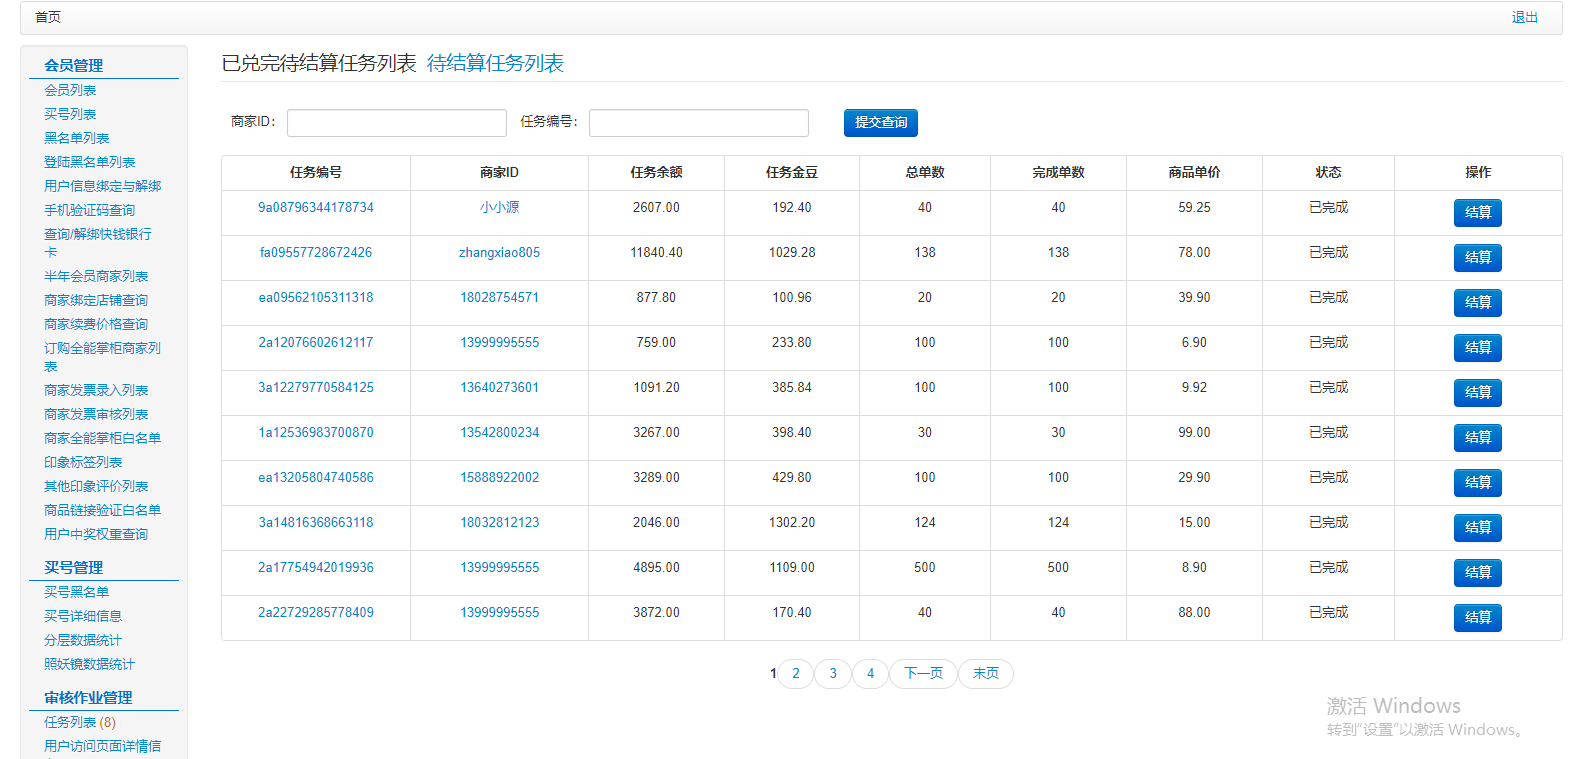 首页 退出
会员管理
会员列表
买号列表
黑名单列表
登陆黑名单列表
用户信息绑定与解绑
手机验证码查询
查询/解绑快钱银行
卡
半年会员商家列表
商家绑定店铺查询
商家续费价格查询
订购全能掌柜商家列
表
商家发票录入列表
商家发票审核列表
商家全能掌柜白名单
印象标签列表
其他印象评价列表
商品链接验证白名单
用户中奖权重查询
买号管理
买号黑名单
买号详细信息
分层数据统计
照妖镜数据统计
审核作业管理
任务列表 (8)
用户访问页面详情信
已兑完待结算任务列表 待结算任务列表
商家ID: 任务编号: 提交查询
任务编号 商家ID 任务余额 任务金豆 总单数 完成单数 商品单价 状态 操作
9a08796344178734 小小源 2607.00 192.40 40 40 59.25 已完成 结算
fa09557728672426 zhangxiao805 11840.40 1029.28 138 138 78.00 已完成 结算
ea09562105311318 18028754571 877.80 100.96 20 20 39.90 已完成 结算
2a12076602612117 13999995555 759.00 233.80 100 100 6.90 已完成 结算
3a12279770584125 13640273601 1091.20 385.84 100 100 9.92 已完成 结算
1a12536983700870 13542800234 3267.00 398.40 30 30 99.00 已完成 结算
ea13205804740586 15888922002 3289.00 429.80 100 100 29.90 已完成 结算
3a14816368663118 18032812123 2046.00 1302.20 124 124 15.00 已完成 结算
2a17754942019936 13999995555 4895.00 1109.00 500 500 8.90 已完成 结算
2a22729285778409 13999995555 3872.00 170.40 40 40 88.00 已完成 结算
1 2 3 4 下一页 末页
激活 Windows
转到"设置"以激活 Windows。